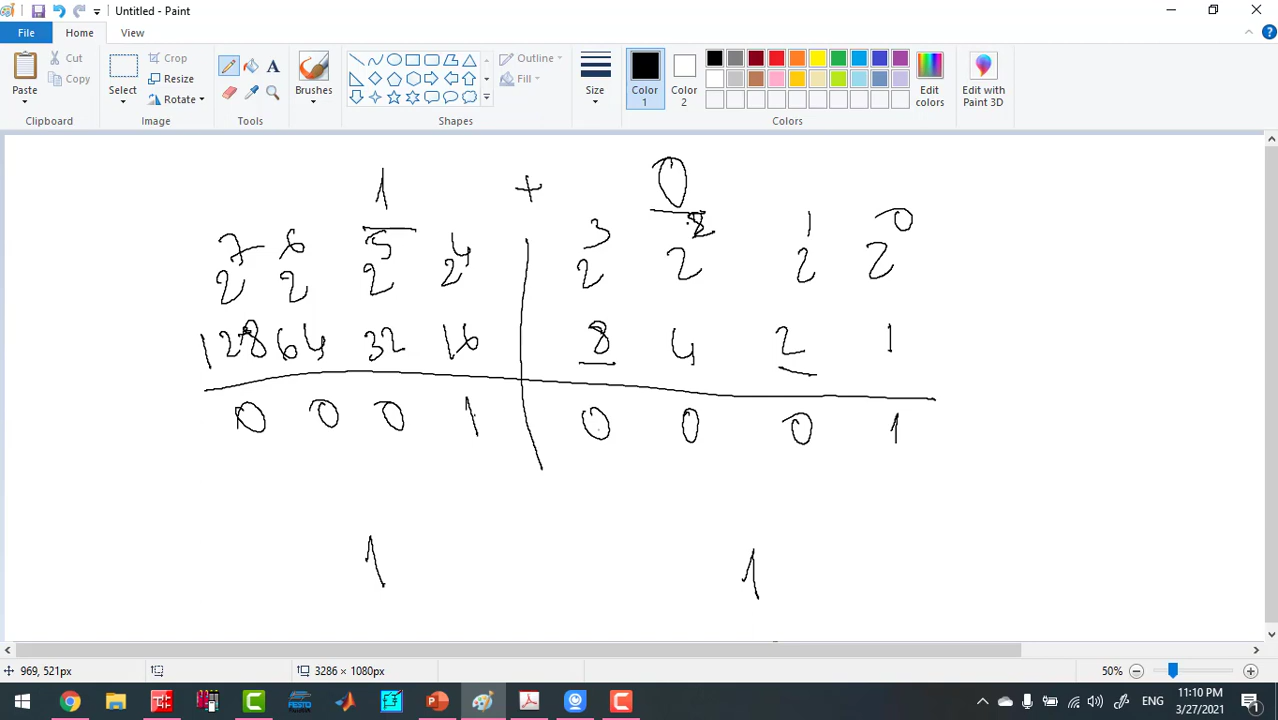 Untitled - Paint
File Home View
Paste Cut Copy Select Crop Resize Rotate A Brushes Outline Fill Size Color 1 Color 2 Edit colors Edit with Paint 3D
Clipboard Image Tools Shapes Colors
1 + 0
7 6 5 4 3 2 1 0
2 2 2 2 2 2 2 2
128 64 32 16 8 4 2 1
0 0 0 1 0 0 0 1
1 1
969, 521px 3286 × 1080px 50%
FESTO ENG 11:10 PM
3/27/2021